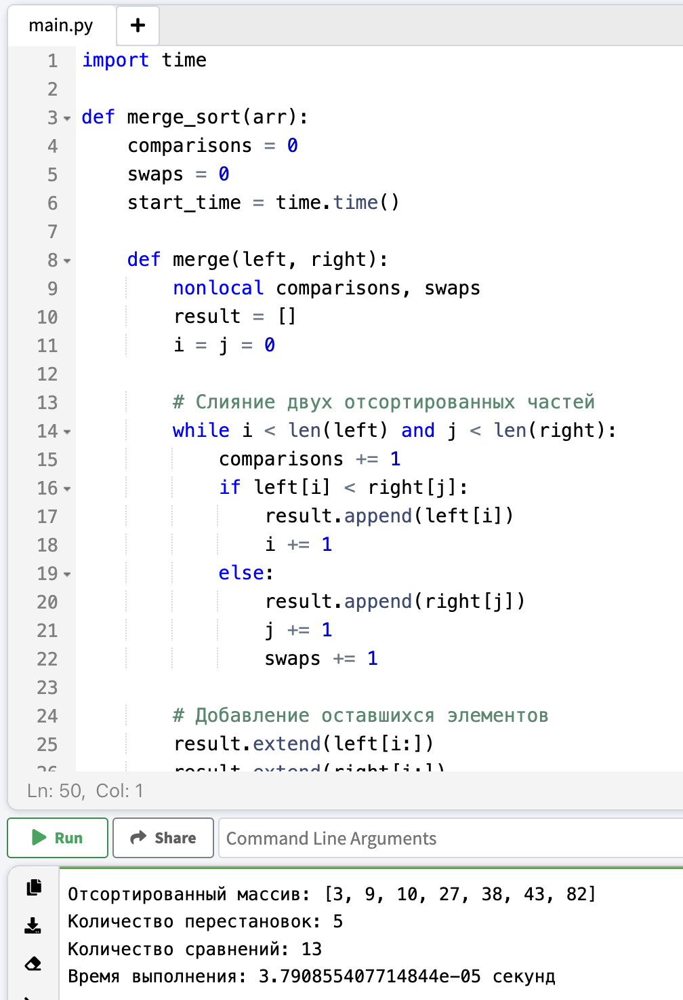 main.py +
1 import time
2
3 def merge_sort(arr):
4 comparisons = 0
5 swaps = 0
6 start_time = time.time()
7
8 def merge(left, right):
9 nonlocal comparisons, swaps
10 result = []
11 i = j = 0
12
13 # Слияние двух отсортированных частей
14 while i < len(left) and j < len(right):
15 comparisons += 1
16 if left[i] < right[j]:
17 result.append(left[i])
18 i += 1
19 else:
20 result.append(right[j])
21 j += 1
22 swaps += 1
23
24 # Добавление оставшихся элементов
25 result.extend(left[i:])
26 result.extend(right[j:])
Ln: 50, Col: 1
Run Share Command Line Arguments
Отсортированный массив: [3, 9, 10, 27, 38, 43, 82]
Количество перестановок: 5
Количество сравнений: 13
Время выполнения: 3.790855407714844e-05 секунд